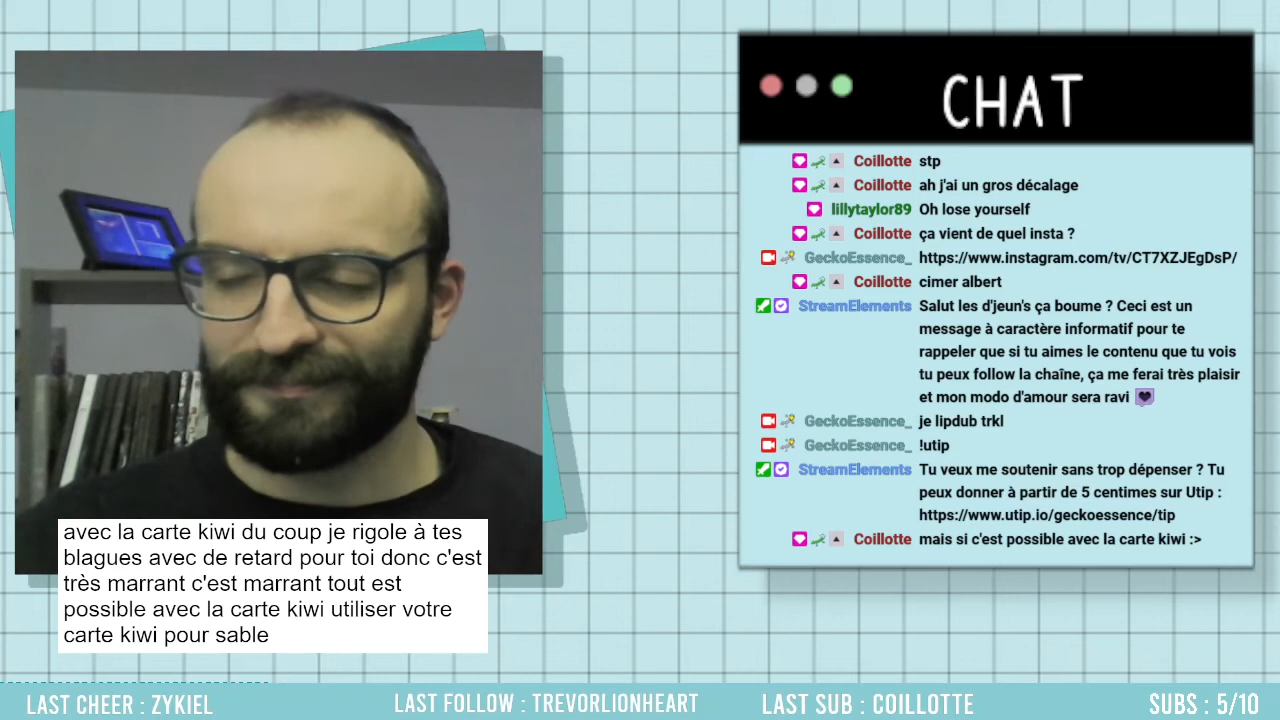 CHAT
Coillotte stp
Coillotte ah j'ai un gros décalage
lillytaylor89 Oh lose yourself
Coillotte ça vient de quel insta ?
GeckoEssence_ https://www.instagram.com/tv/CT7XZJEgDsP/
Coillotte cimer albert
StreamElements Salut les d'jeun's ça boume ? Ceci est un
message à caractère informatif pour te
rappeler que si tu aimes le contenu que tu vois
tu peux follow la chaîne, ça me ferai très plaisir
et mon modo d'amour sera ravi
GeckoEssence_ je lipdub trkl
GeckoEssence_ !utip
StreamElements Tu veux me soutenir sans trop dépenser ? Tu
peux donner à partir de 5 centimes sur Utip :
https://www.utip.io/geckoessence/tip
Coillotte mais si c'est possible avec la carte kiwi :>
avec la carte kiwi du coup je rigole à tes
blagues avec de retard pour toi donc c'est
très marrant c'est marrant tout est
possible avec la carte kiwi utiliser votre
carte kiwi pour sable
LAST CHEER : ZYKIEL
LAST FOLLOW : TREVORLIONHEART
LAST SUB : COILLOTTE
SUBS : 5/10